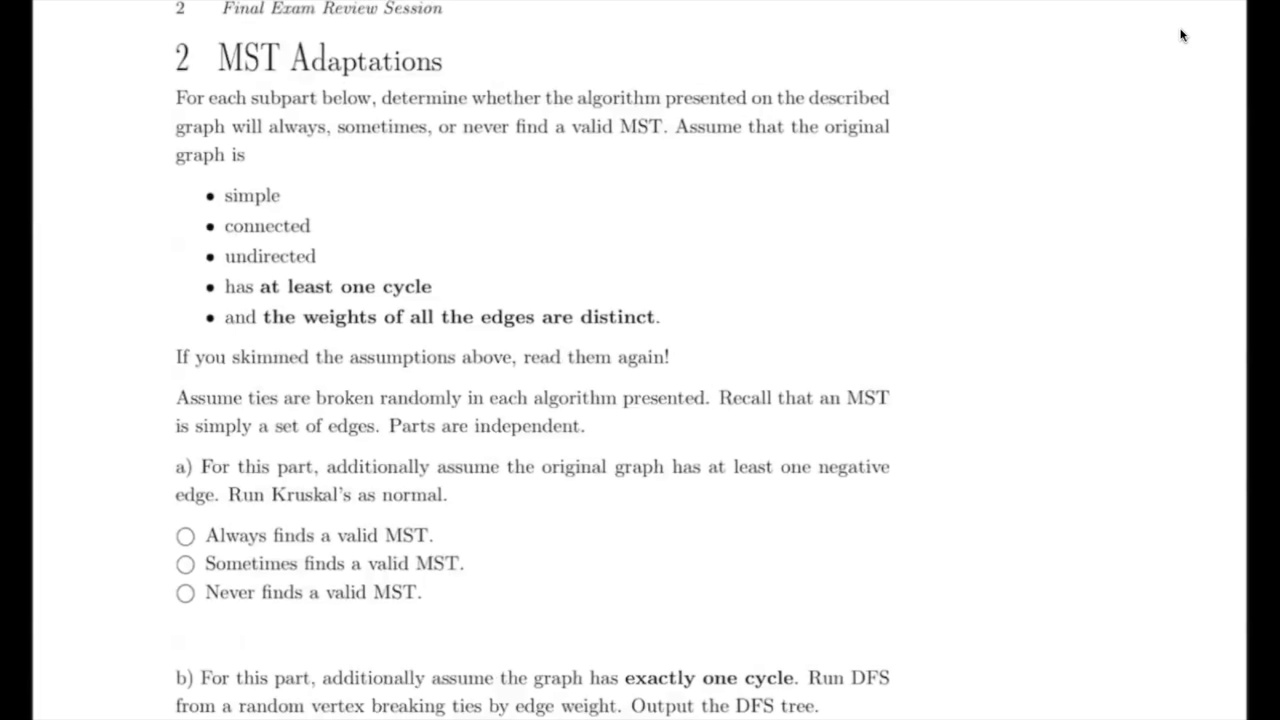 2 Final Exam Review Session
2 MST Adaptations
For each subpart below, determine whether the algorithm presented on the described
graph will always, sometimes, or never find a valid MST. Assume that the original
graph is
• simple
• connected
• undirected
• has at least one cycle
• and the weights of all the edges are distinct.
If you skimmed the assumptions above, read them again!
Assume ties are broken randomly in each algorithm presented. Recall that an MST
is simply a set of edges. Parts are independent.
a) For this part, additionally assume the original graph has at least one negative
edge. Run Kruskal's as normal.
○ Always finds a valid MST.
○ Sometimes finds a valid MST.
○ Never finds a valid MST.
b) For this part, additionally assume the graph has exactly one cycle. Run DFS
from a random vertex breaking ties by edge weight. Output the DFS tree.